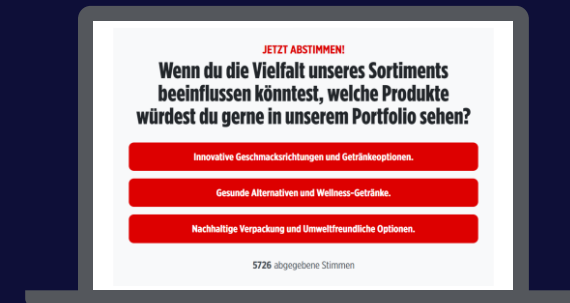 JETZT ABSTIMMEN!
Wenn du die Vielfalt unseres Sortiments
beeinflussen könntest, welche Produkte
würdest du gerne in unserem Portfolio sehen?
Innovative Geschmacksrichtungen und Getränkeoptionen.
Gesunde Alternativen und Wellness-Getränke.
Nachhaltige Verpackung und Umweltfreundliche Optionen.
5726 abgegebene Stimmen